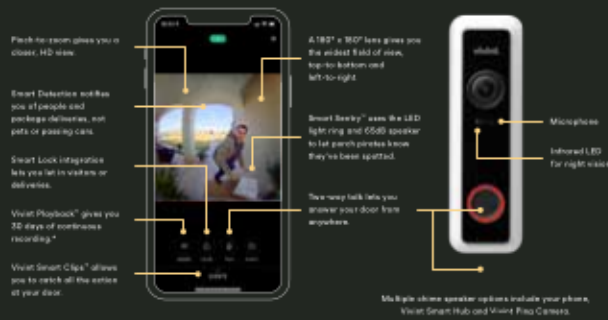 Pinch-to-zoom gives you a
closer, HD view.
Smart Detection notifies
you of people and
package deliveries, not
pets or passing cars.
Smart Lock integration
lets you let in visitors or
deliveries.
Vivint Playback™ gives you
30 days of continuous
recording.*
Vivint Smart Clips™ allows
you to catch all the action
at your door.
A 180° x 180° lens gives you
the widest field of view,
top-to-bottom and
left-to-right
Smart Sentry™ uses the LED
light ring and 65dB speaker
to let porch pirates know
they've been spotted.
Two-way talk lets you
answer your door from
anywhere.
vivint
Microphone
Infrared LED
for night vision
Multiple chime speaker options include your phone,
Vivint Smart Hub and Vivint Ping Camera.